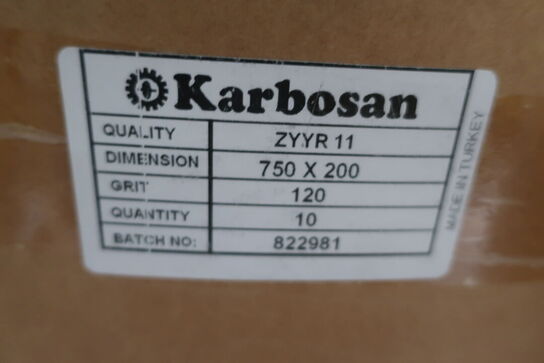 Karbosan
QUALITY ZYYR 11
DIMENSION 750 X 200
GRIT 120
QUANTITY 10
BATCH NO: 822981
MADE IN TURKEY